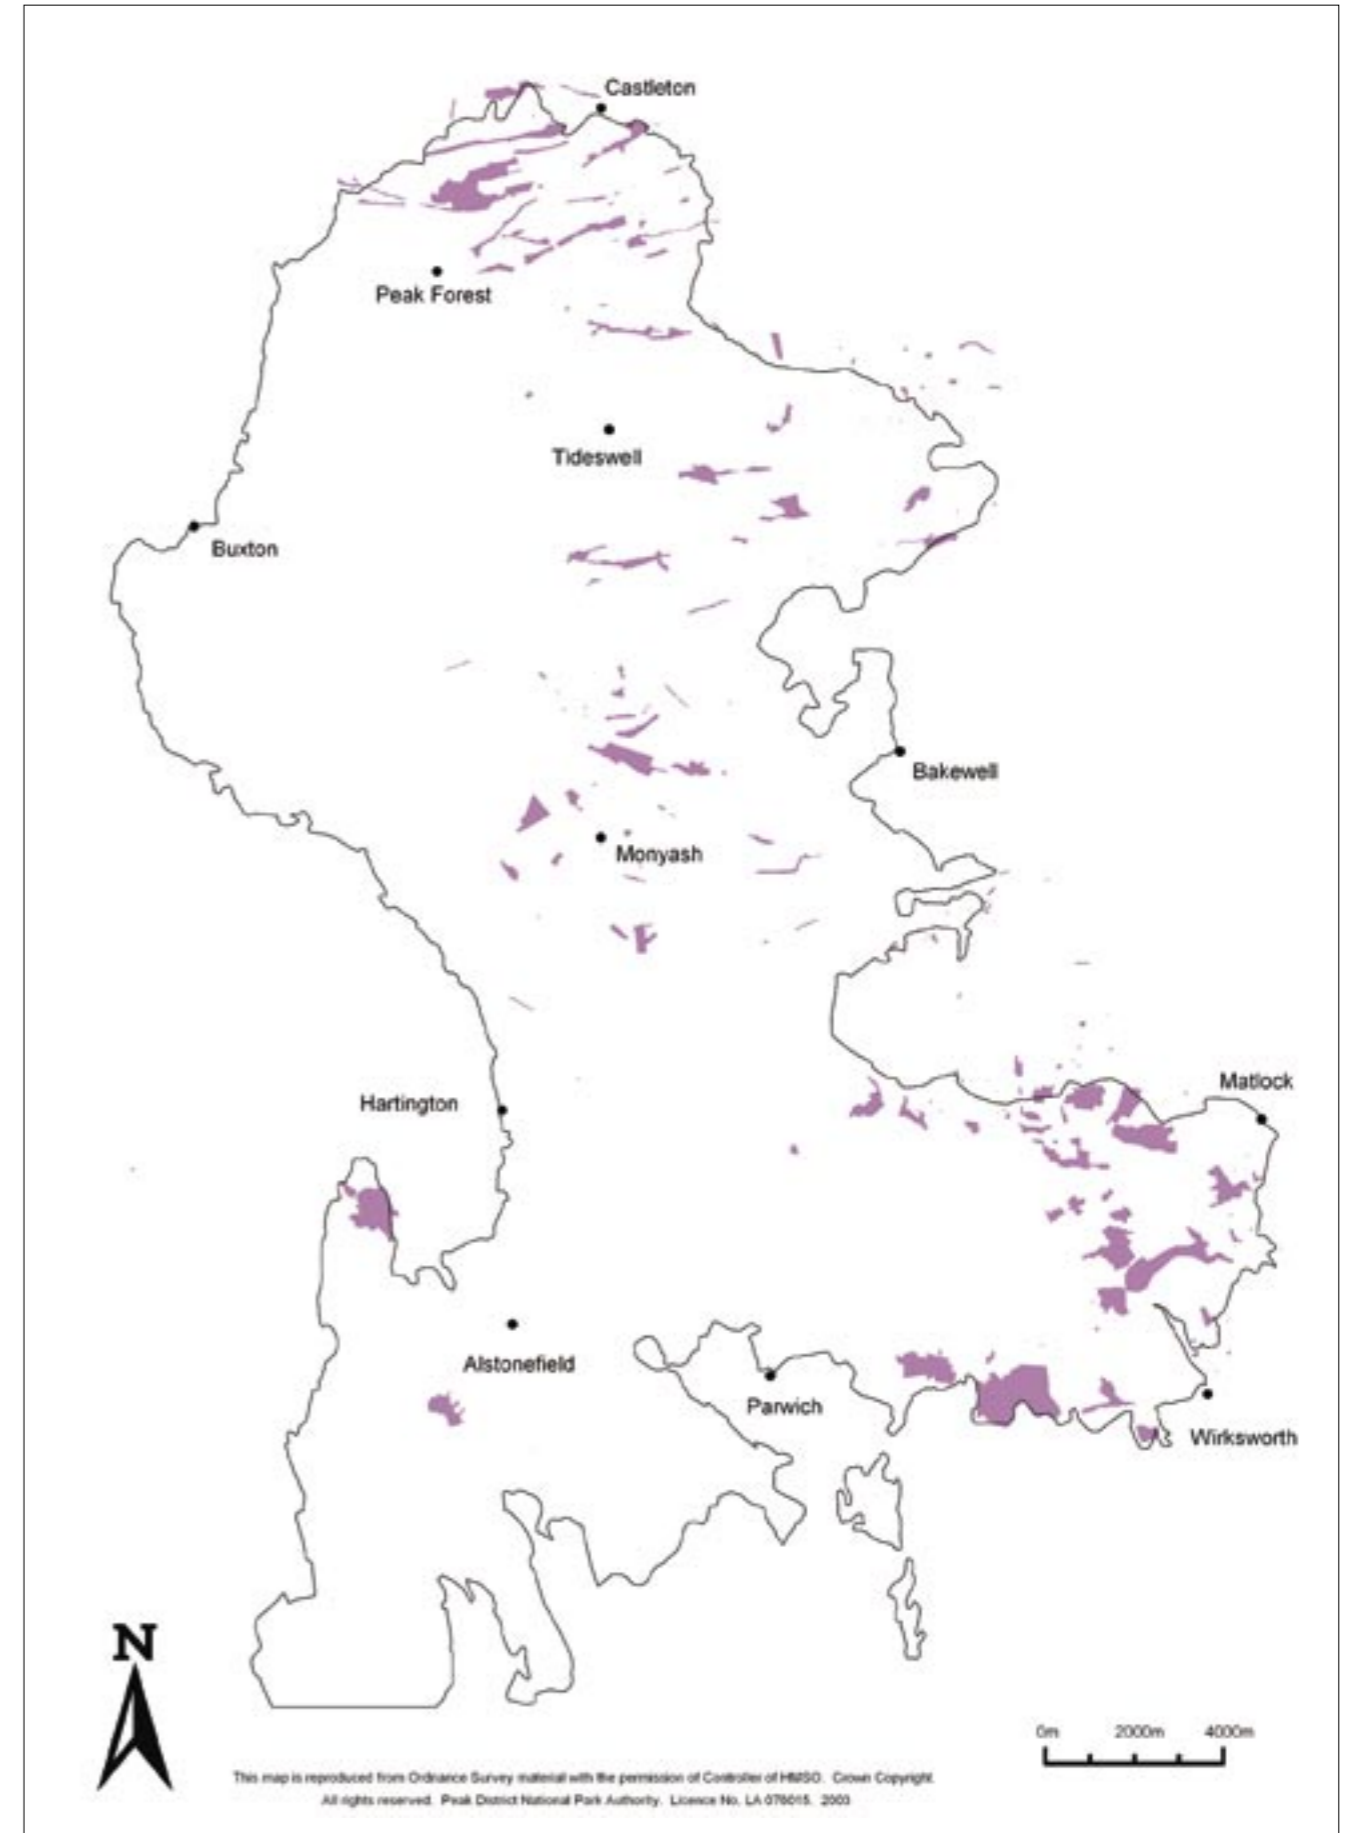 Castleton
Peak Forest
Tideswell
Buxton
Bakewell
Monyash
Hartington
Matlock
Alstonefield
Parwich
Wirksworth
N
0m 2000m 4000m
This map is reproduced from Ordnance Survey material with the permission of Controller of HMSO. Crown Copyright.
All rights reserved. Peak District National Park Authority. Licence No. LA 076015. 2003